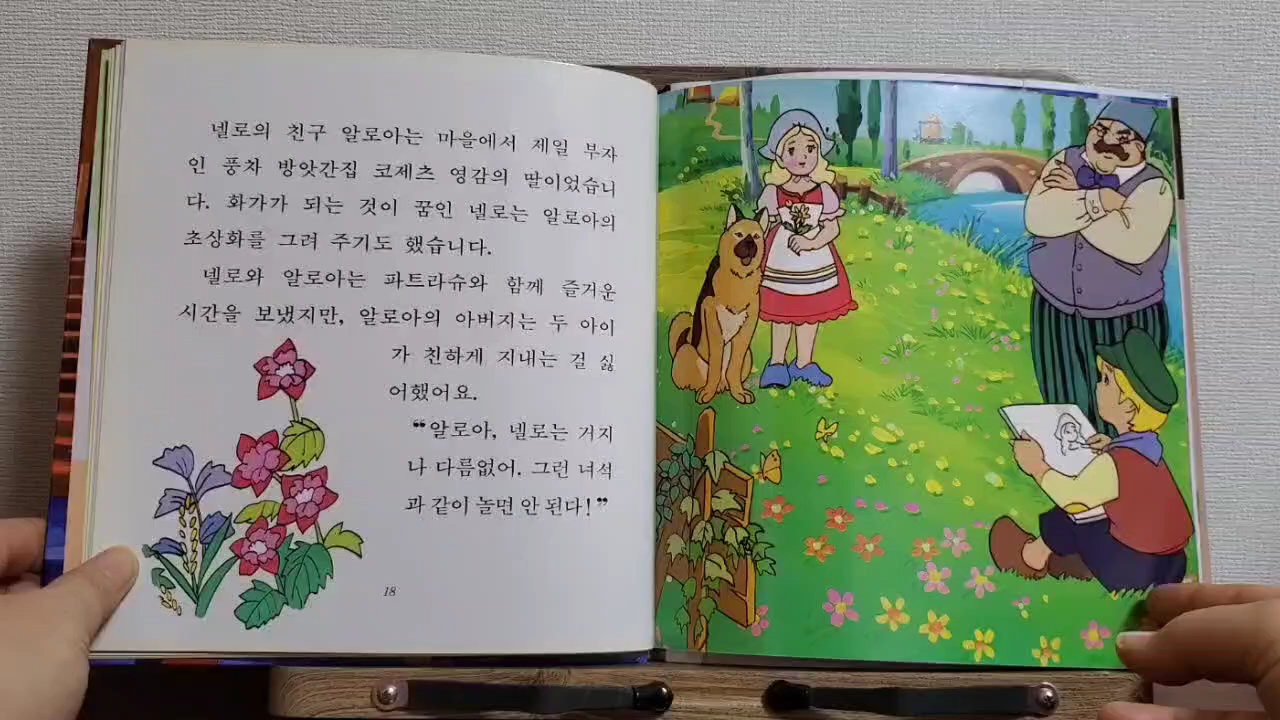 넬로의 친구 알로아는 마을에서 제일 부자
인 풍차 방앗간집 코제츠 영감의 딸이었습니
다. 화가가 되는 것이 꿈인 넬로는 알로아의
초상화를 그려 주기도 했습니다.
넬로와 알로아는 파트라슈와 함께 즐거운
시간을 보냈지만, 알로아의 아버지는 두 아이
가 친하게 지내는 걸 싫
어했어요.
❝알로아, 넬로는 거지
나 다름없어. 그런 녀석
과 같이 놀면 안 된다!❞
18